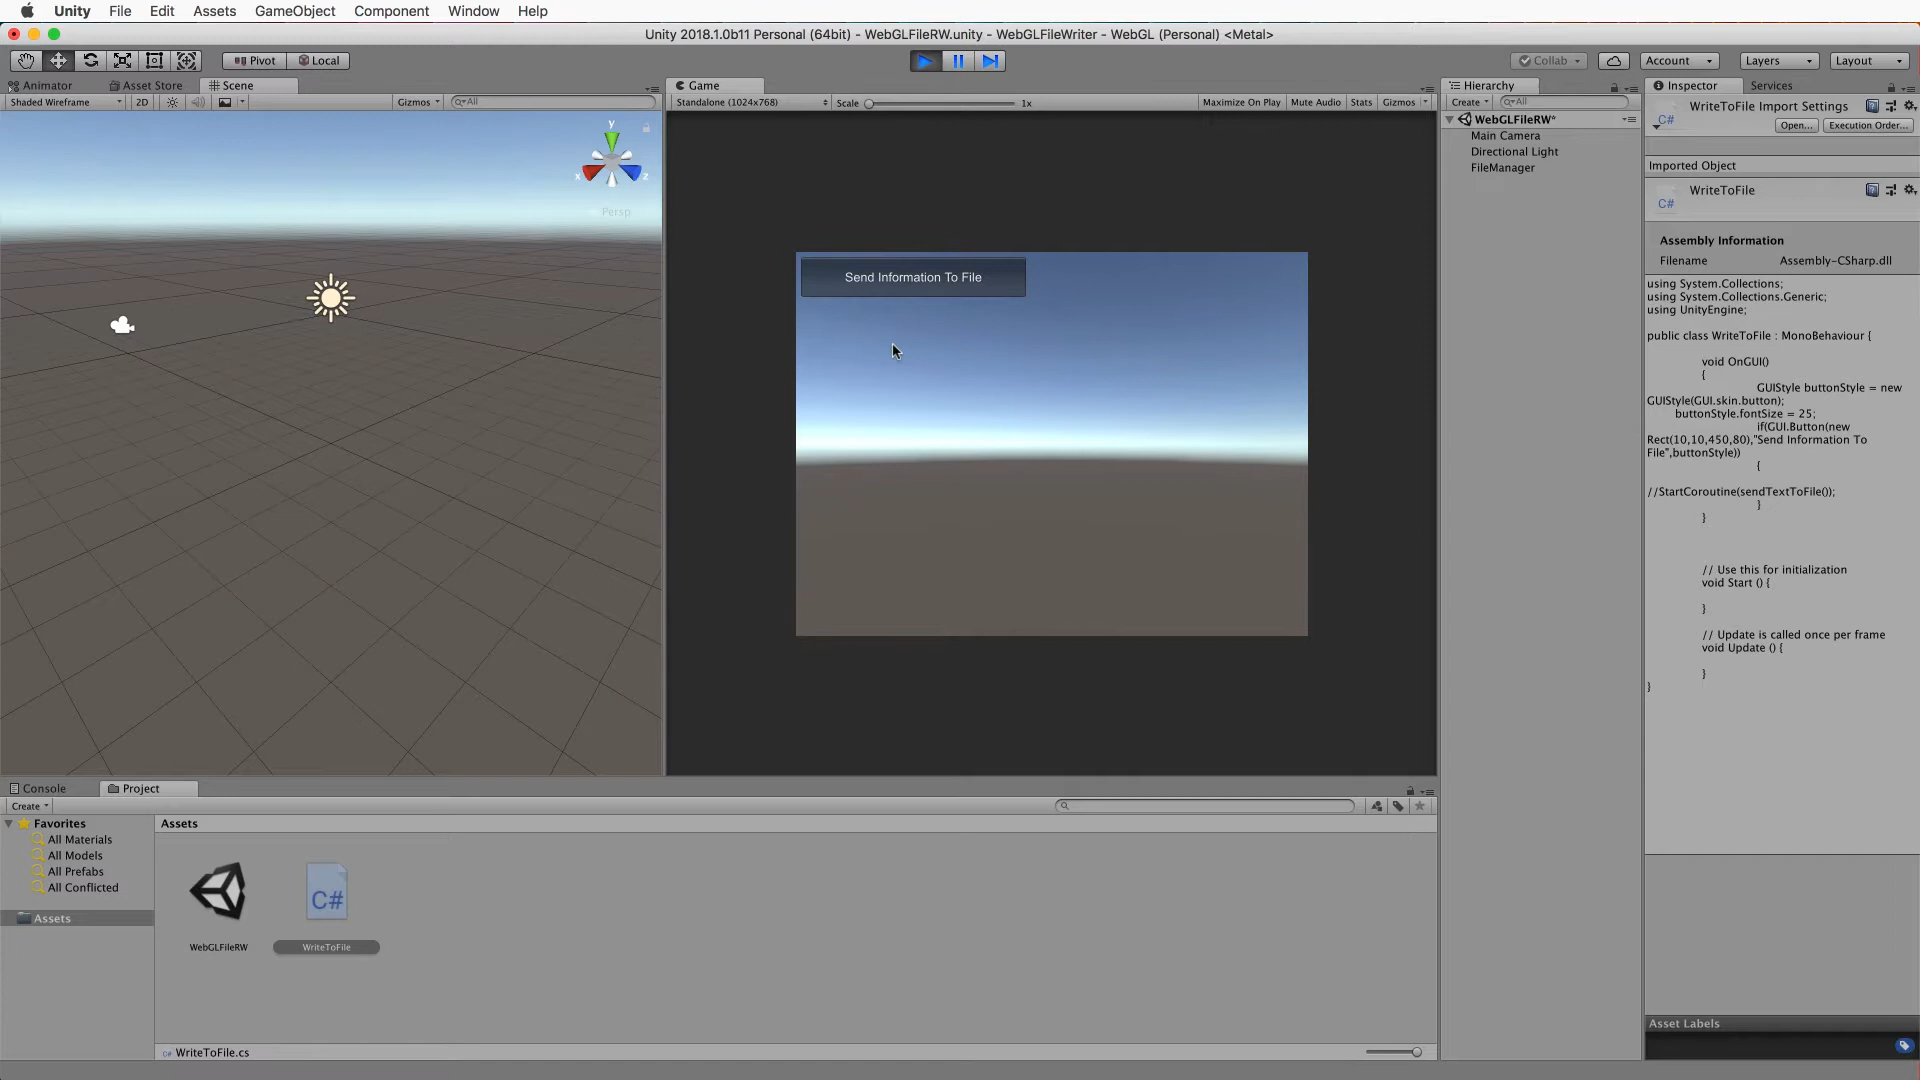 Unity File Edit Assets GameObject Component Window Help
Unity 2018.1.0b11 Personal (64bit) - WebGLFileRW.unity - WebGLFileWriter - WebGL (Personal) <Metal>
Pivot Local
Collab Account Layers Layout
Animator Asset Store Scene
Shaded Wireframe 2D Gizmos All
y
x z
Persp
Game
Standalone (1024x768) Scale 1x Maximize On Play Mute Audio Stats Gizmos
Send Information To File
Hierarchy
Create All
WebGLFileRW*
Main Camera
Directional Light
FileManager
Inspector Services
WriteToFile Import Settings
C#
Open... Execution Order...
Imported Object
WriteToFile
C#
Assembly Information
Filename Assembly-CSharp.dll
using System.Collections;
using System.Collections.Generic;
using UnityEngine;
public class WriteToFile : MonoBehaviour {
void OnGUI()
{
GUIStyle buttonStyle = new
GUIStyle(GUI.skin.button);
buttonStyle.fontSize = 25;
if(GUI.Button(new
Rect(10,10,450,80),"Send Information To
File",buttonStyle))
{
//StartCoroutine(sendTextToFile());
}
}
// Use this for initialization
void Start () {
}
// Update is called once per frame
void Update () {
}
}
Console Project
Create
Favorites
All Materials
All Models
All Prefabs
All Conflicted
Assets
Assets
C#
WebGLFileRW WriteToFile
WriteToFile.cs
Asset Labels